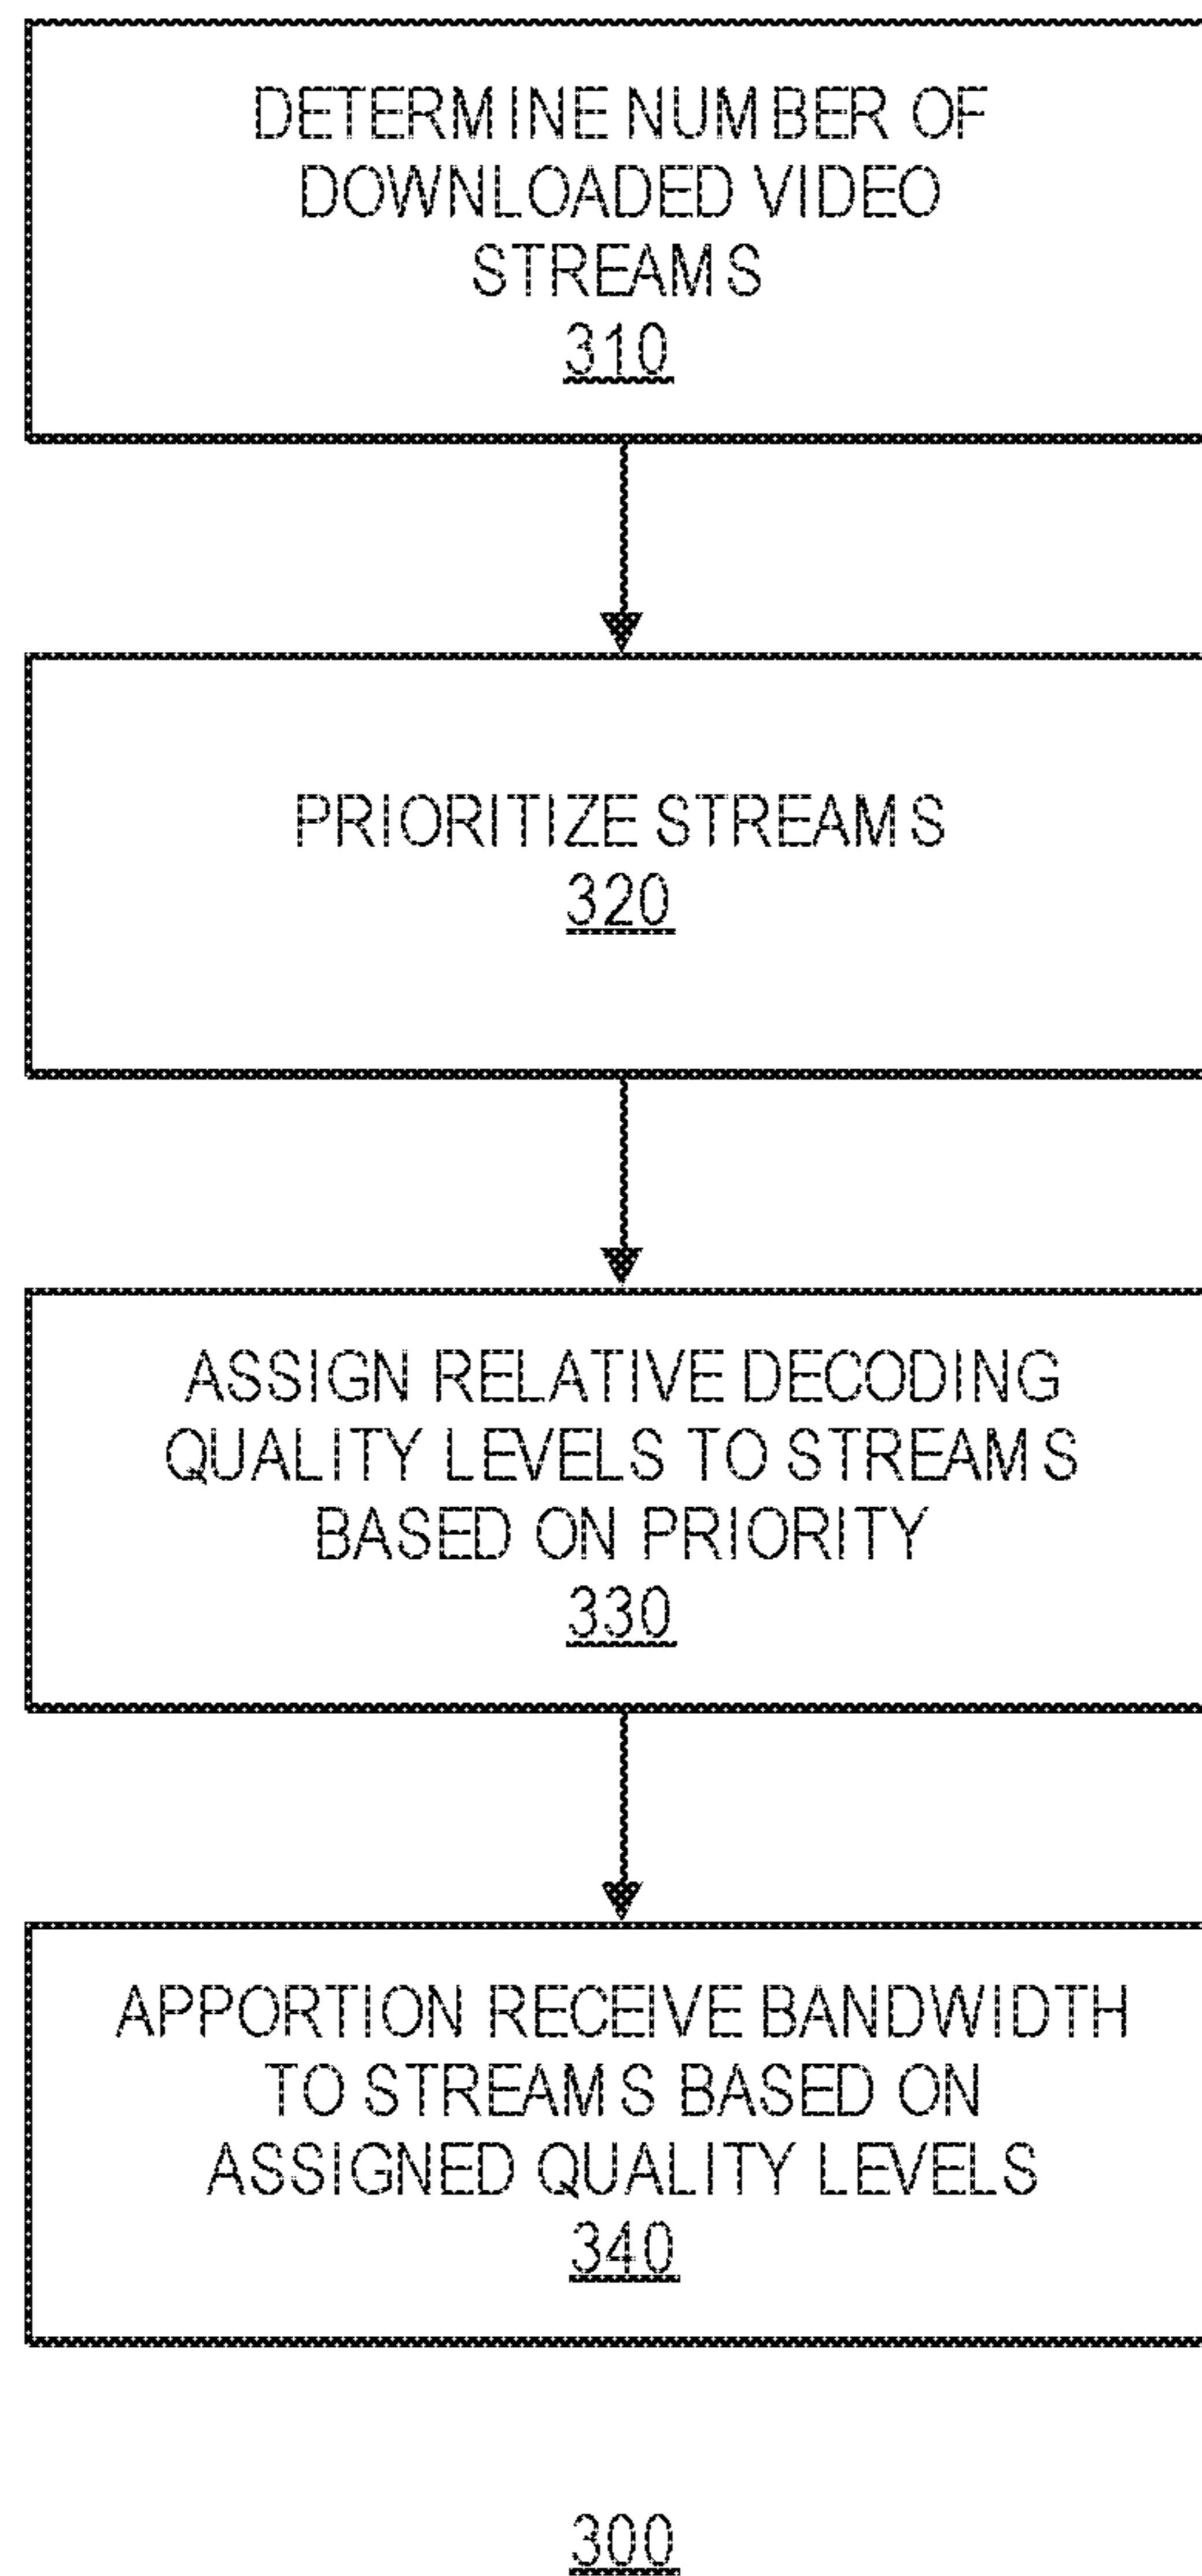 DETERMINE NUMBER OF
DOWNLOADED VIDEO
STREAMS
310
PRIORITIZE STREAMS
320
ASSIGN RELATIVE DECODING
QUALITY LEVELS TO STREAMS
BASED ON PRIORITY
330
APPORTION RECEIVE BANDWIDTH
TO STREAMS BASED ON
ASSIGNED QUALITY LEVELS
340
300